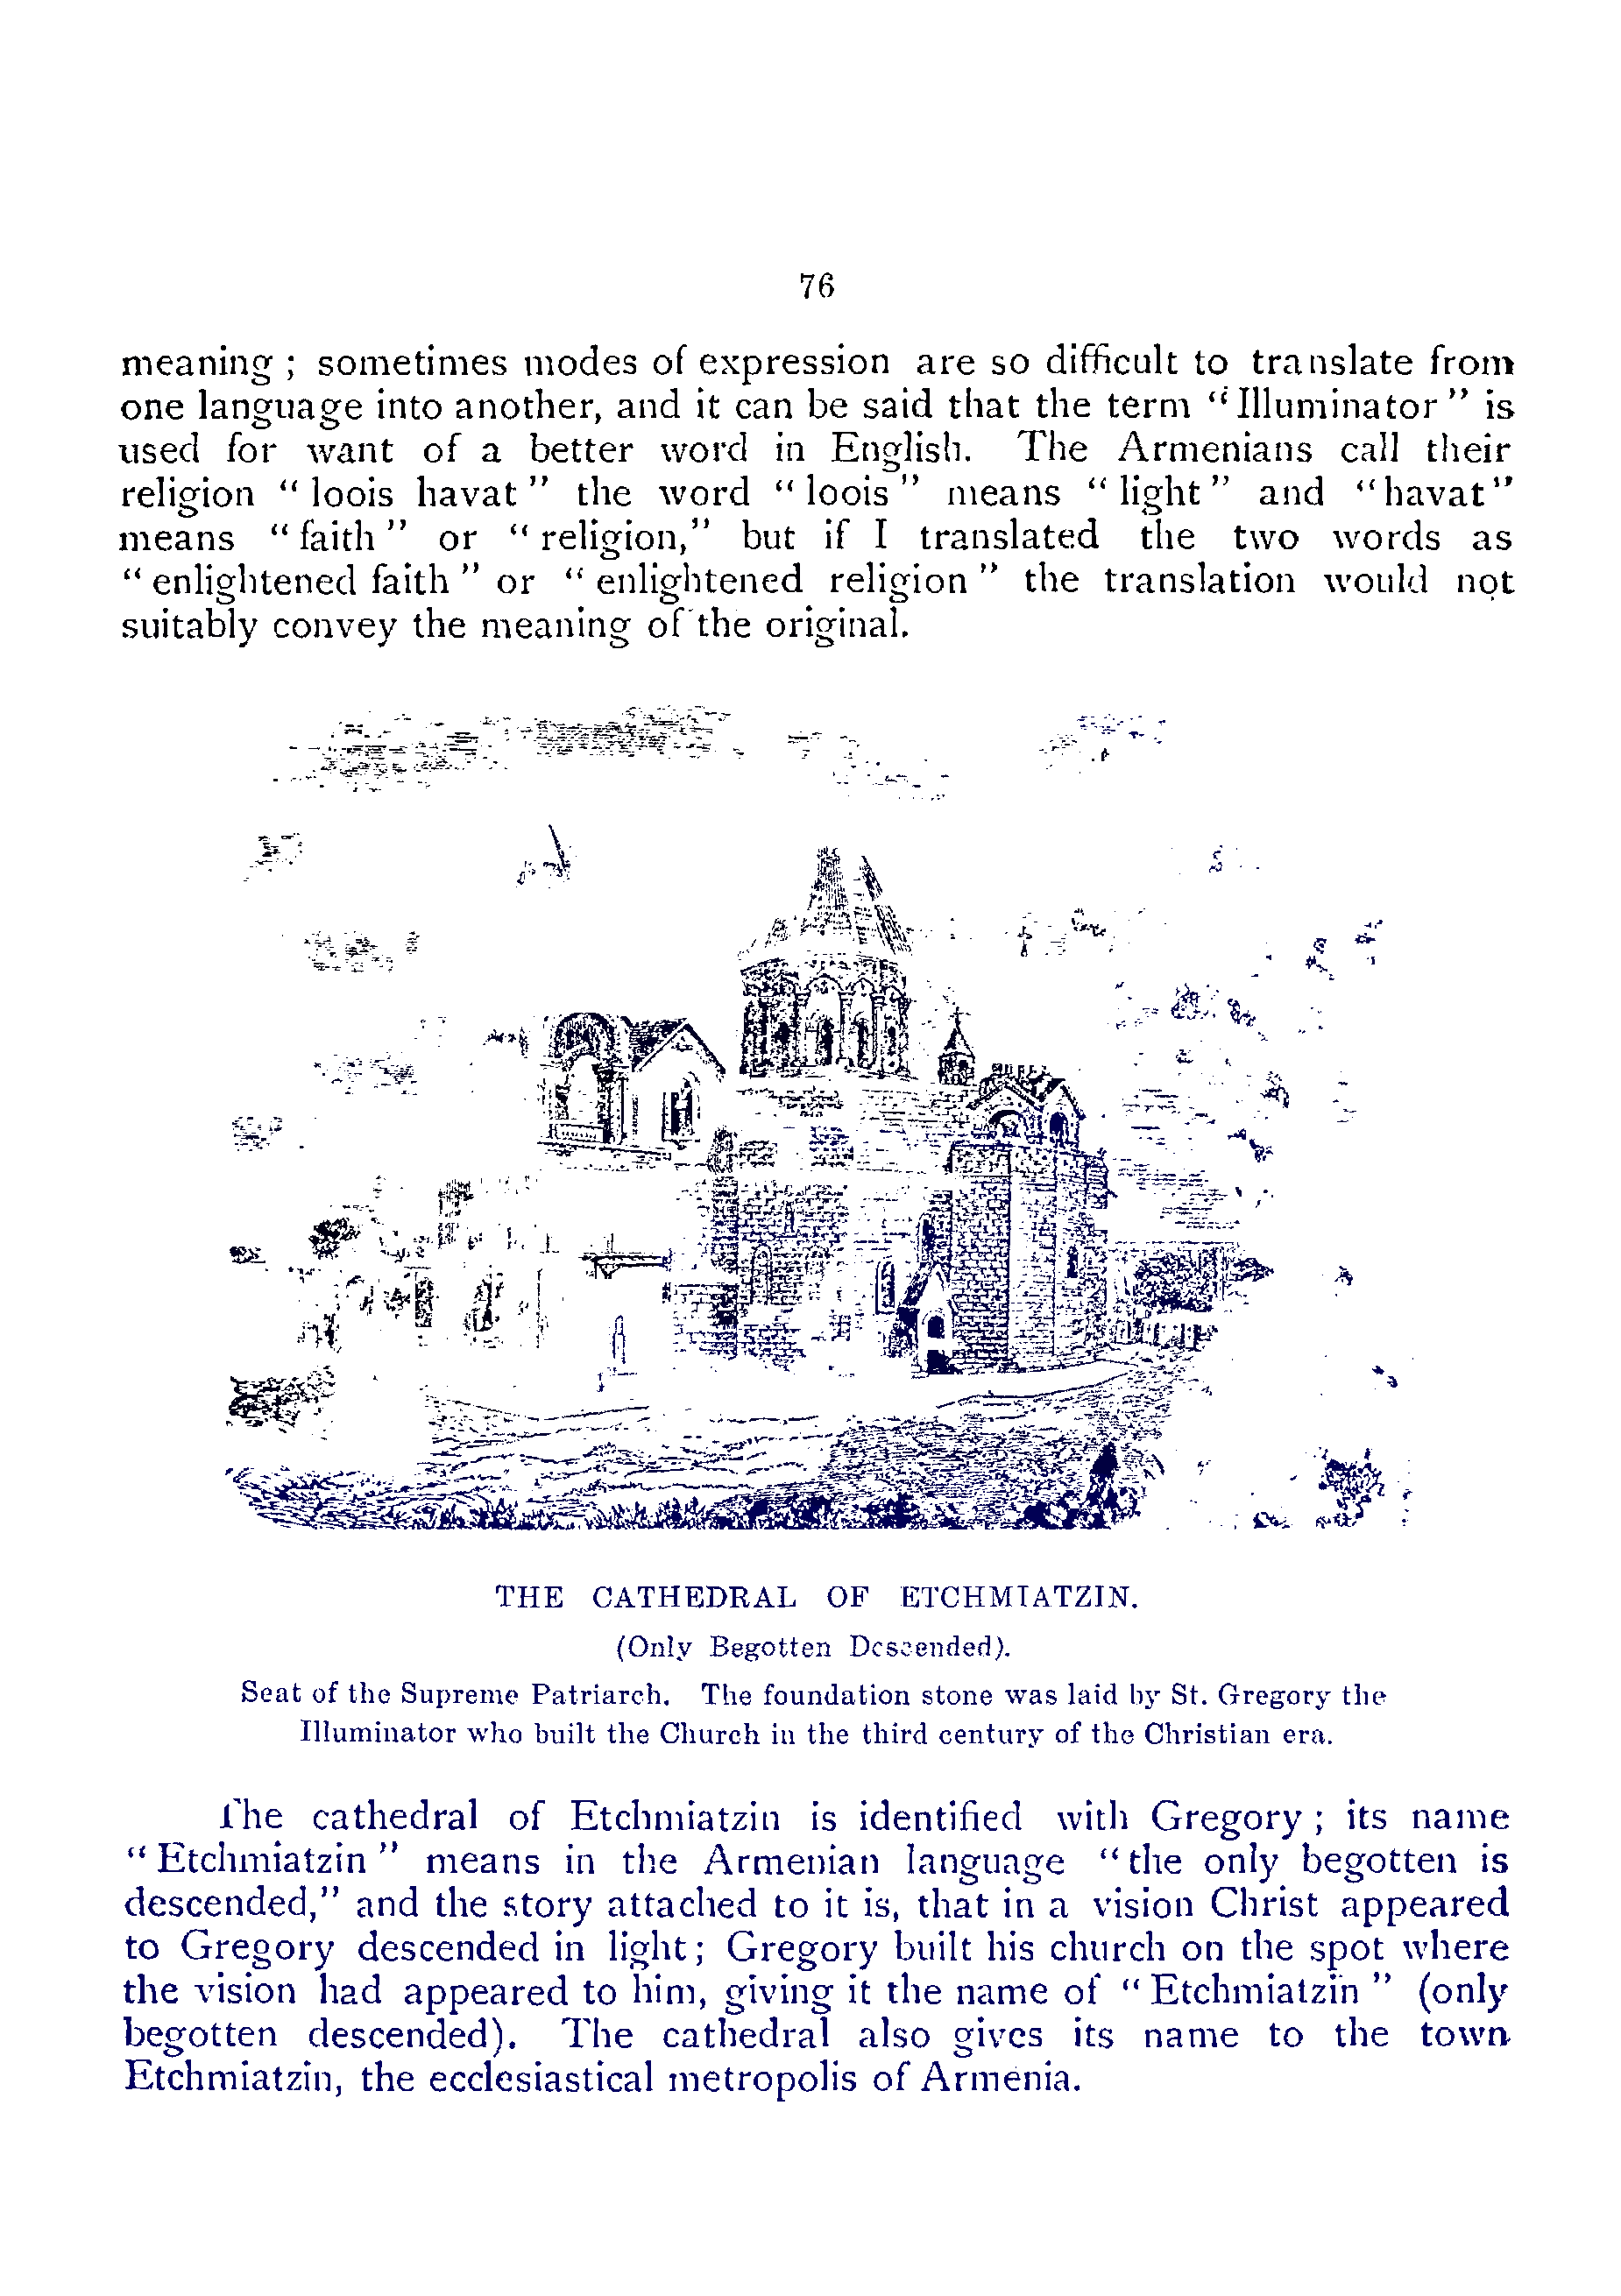 76
meaning ; sometimes modes of expression are so difficult to translate from
one language into another, and it can be said that the term “ Illuminator ” is
used for want of a better word in English. The Armenians call their
religion “ loois havat ” the word “ loois ” means “ light ” and “ havat ”
means “ faith ” or “ religion,” but if I translated the two words as
“ enlightened faith ” or “ enlightened religion ” the translation would not
suitably convey the meaning of the original.
THE CATHEDRAL OF ETCHMIATZIN.
(Only Begotten Descended).
Seat of the Supreme Patriarch. The foundation stone was laid by St. Gregory the
Illuminator who built the Church in the third century of the Christian era.
The cathedral of Etchmiatzin is identified with Gregory ; its name
“ Etchmiatzin ” means in the Armenian language “ the only begotten is
descended,” and the story attached to it is, that in a vision Christ appeared
to Gregory descended in light ; Gregory built his church on the spot where
the vision had appeared to him, giving it the name of “ Etchmiatzin ” (only
begotten descended). The cathedral also gives its name to the town
Etchmiatzin, the ecclesiastical metropolis of Armenia.